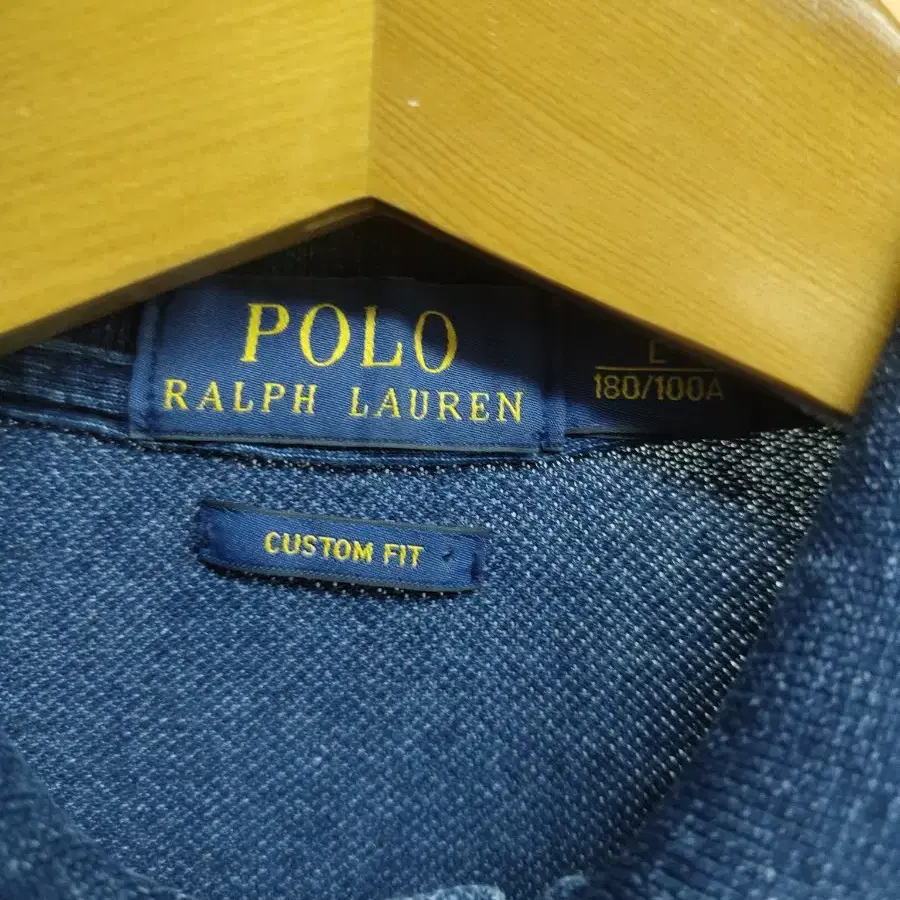 POLO
RALPH LAUREN
L
180/100A
CUSTOM FIT